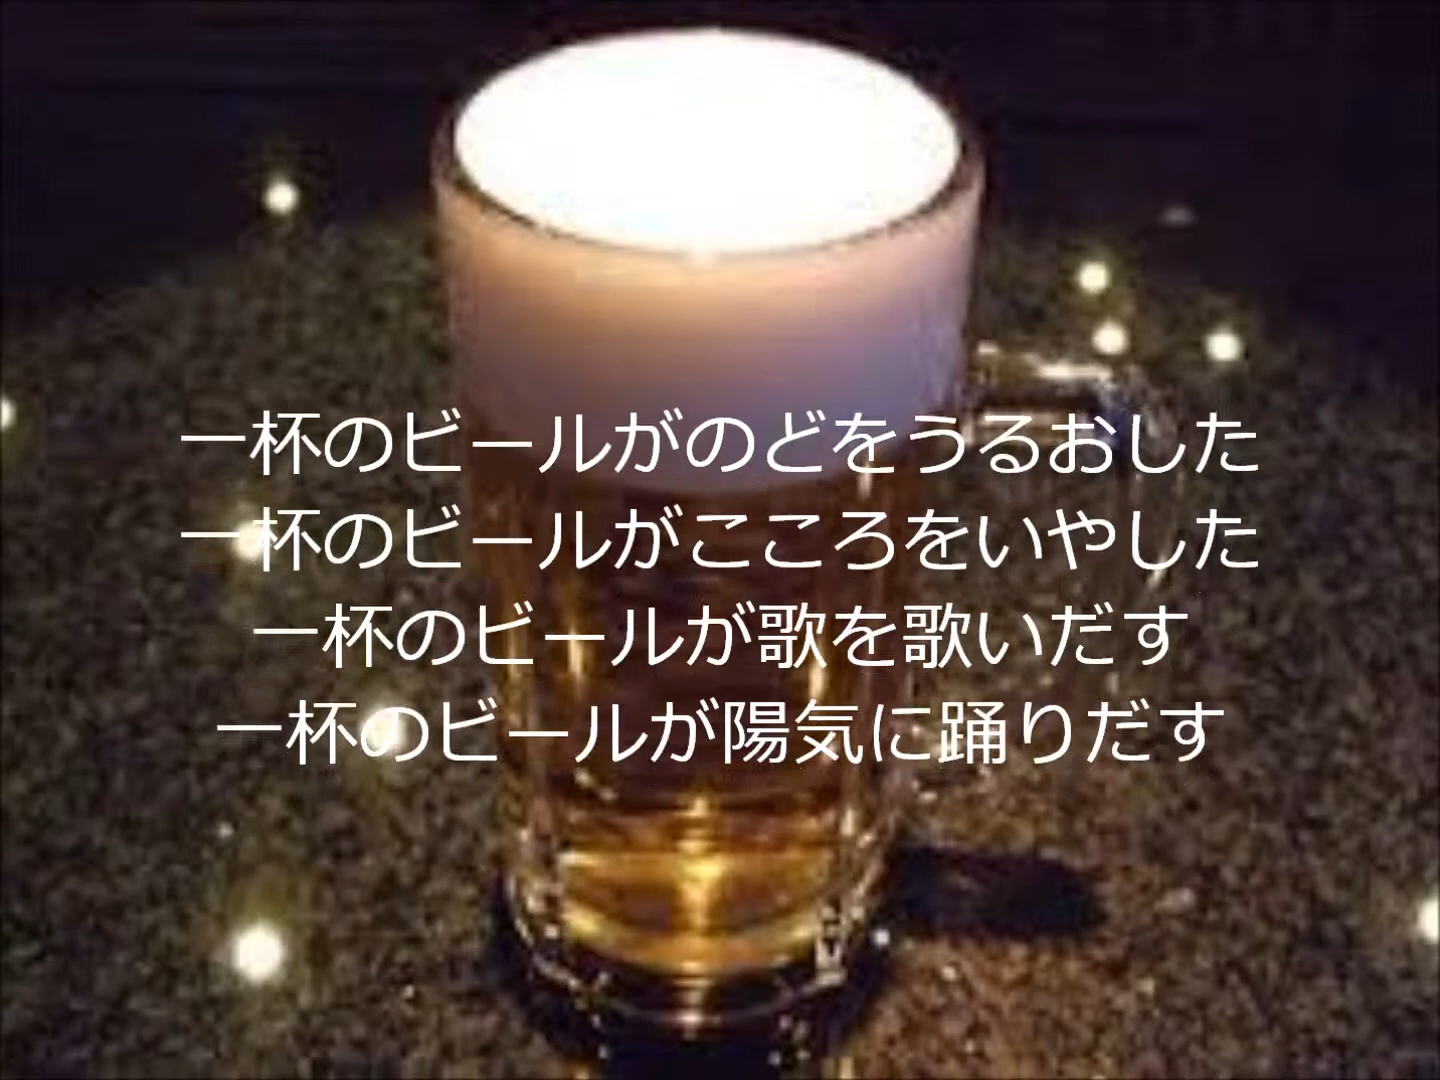 一杯のビールがのどをうるおした
一杯のビールがこころをいやした
一杯のビールが歌を歌いだす
一杯のビールが陽気に踊りだす